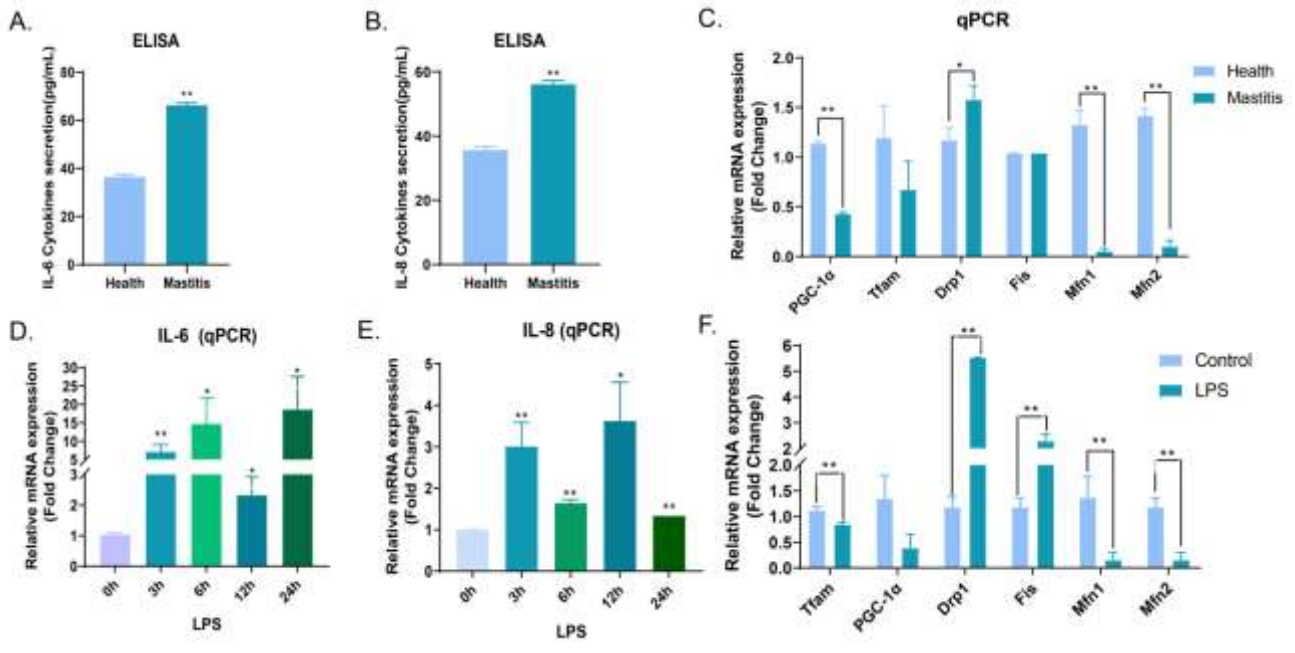 A.
ELISA
IL-6 Cytokines secretion(pg/mL)
80
60
40
20
0
**
Health
Mastitis
B.
ELISA
IL-8 Cytokines secretion(pg/mL)
60
40
20
0
**
Health
Mastitis
C.
qPCR
Relative mRNA expression
(Fold Change)
2.0
1.5
1.0
0.5
0.0
**
*
**
**
PGC-1α
Tfam
Drp1
Fis
Mfn1
Mfn2
Health
Mastitis
D.
IL-6 (qPCR)
Relative mRNA expression
(Fold Change)
30
25
20
15
10
5
3
2
1
0
**
*
*
*
0h
3h
6h
12h
24h
LPS
E.
IL-8 (qPCR)
Relative mRNA expression
(Fold Change)
5
4
3
2
1
0
**
**
*
**
0h
3h
6h
12h
24h
LPS
F.
Relative mRNA expression
(Fold Change)
6
5
4
3
2
2.0
1.5
1.0
0.5
0.0
**
**
**
**
**
Tfam
PGC-1α
Drp1
Fis
Mfn1
Mfn2
Control
LPS